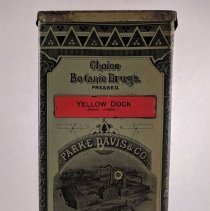 Choice
Botanic Drugs,
PRESSED.
YELLOW DOCK
PARKE, DAVIS & CO.